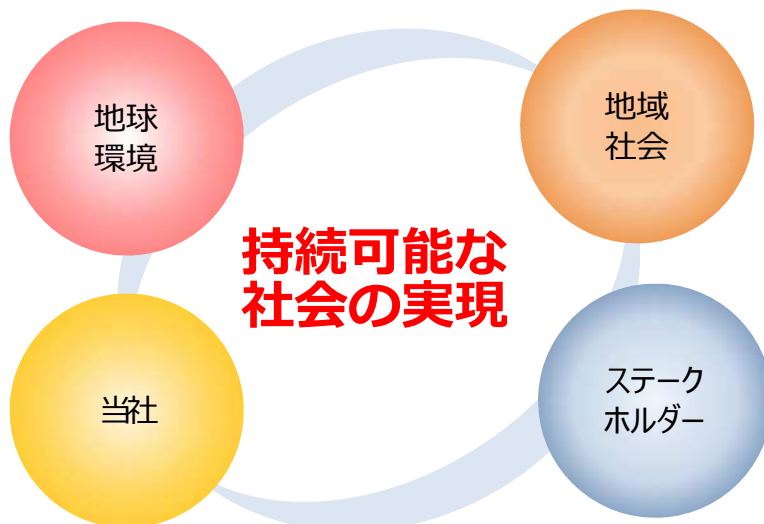 地球
環境
地域
社会
持続可能な
社会の実現
当社
ステーク
ホルダー